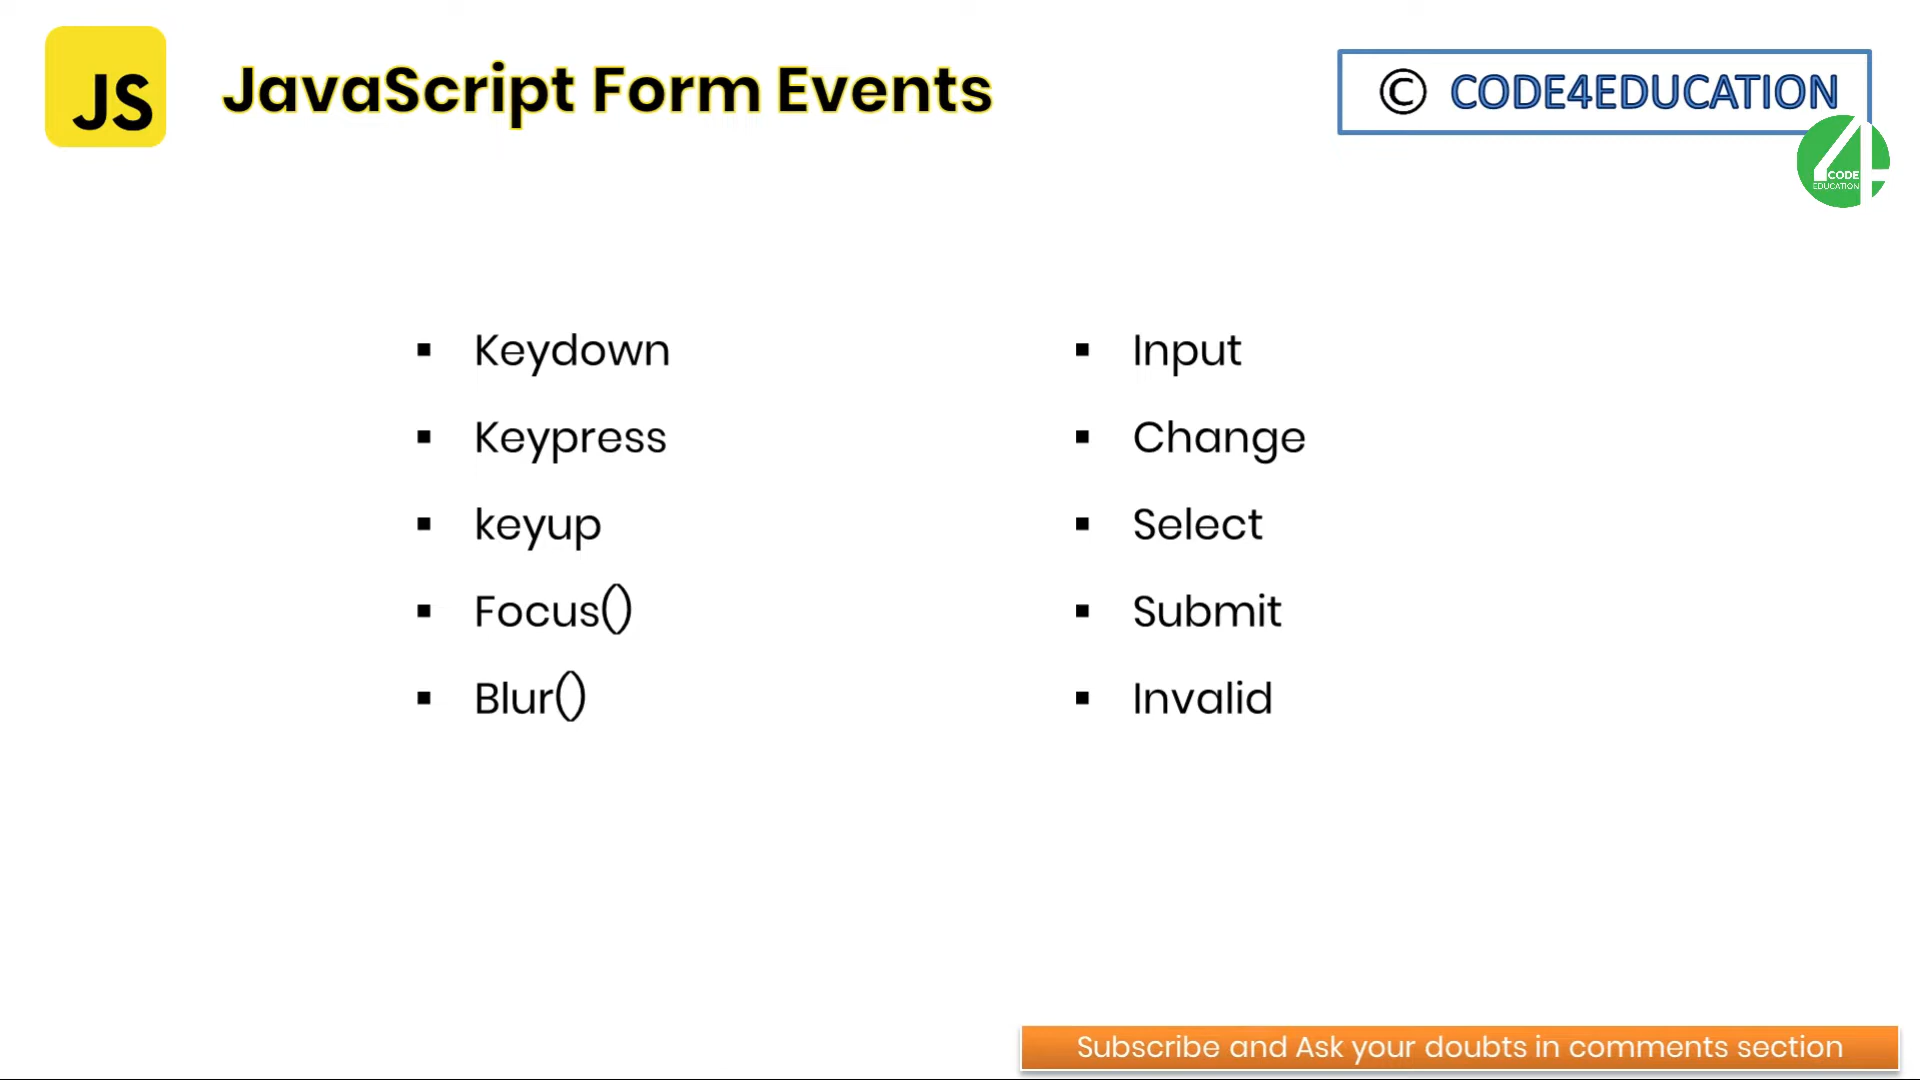 JS
JavaScript Form Events
© CODE4EDUCATION
4
CODE
EDUCATION
▪ Keydown
▪ Keypress
▪ keyup
▪ Focus()
▪ Blur()
▪ Input
▪ Change
▪ Select
▪ Submit
▪ Invalid
Subscribe and Ask your doubts in comments section